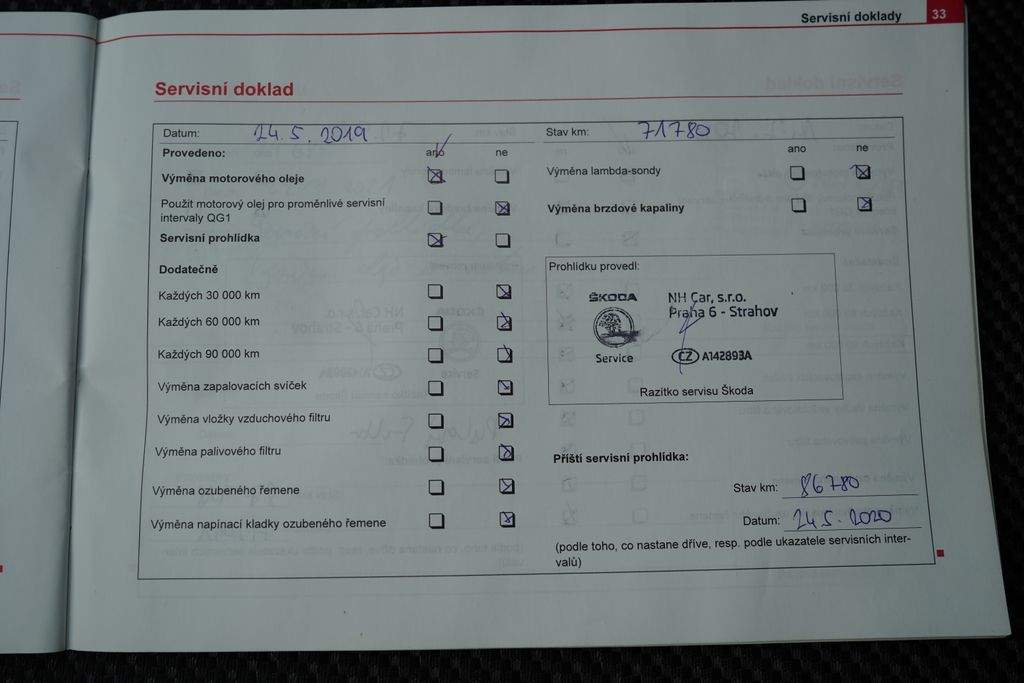 Servisní doklady 33
Servisní doklad
Datum: 24. 5. 2019
Provedeno: ano ne
Výměna motorového oleje
Použit motorový olej pro proměnlivé servisní
intervaly QG1
Servisní prohlídka
Dodatečně
Každých 30 000 km
Každých 60 000 km
Každých 90 000 km
Výměna zapalovacích svíček
Výměna vložky vzduchového filtru
Výměna palivového filtru
Výměna ozubeného řemene
Výměna napínací kladky ozubeného řemene
Stav km: 71780
ano ne
Výměna lambda-sondy
Výměna brzdové kapaliny
Prohlídku provedl:
ŠKODA
Service
NH Car, s.r.o.
Praha 6 - Strahov
CZ A142893A
Razítko servisu Škoda
Příští servisní prohlídka:
Stav km: 86780
Datum: 24.5. 2020
(podle toho, co nastane dříve, resp. podle ukazatele servisních inter-
valů)